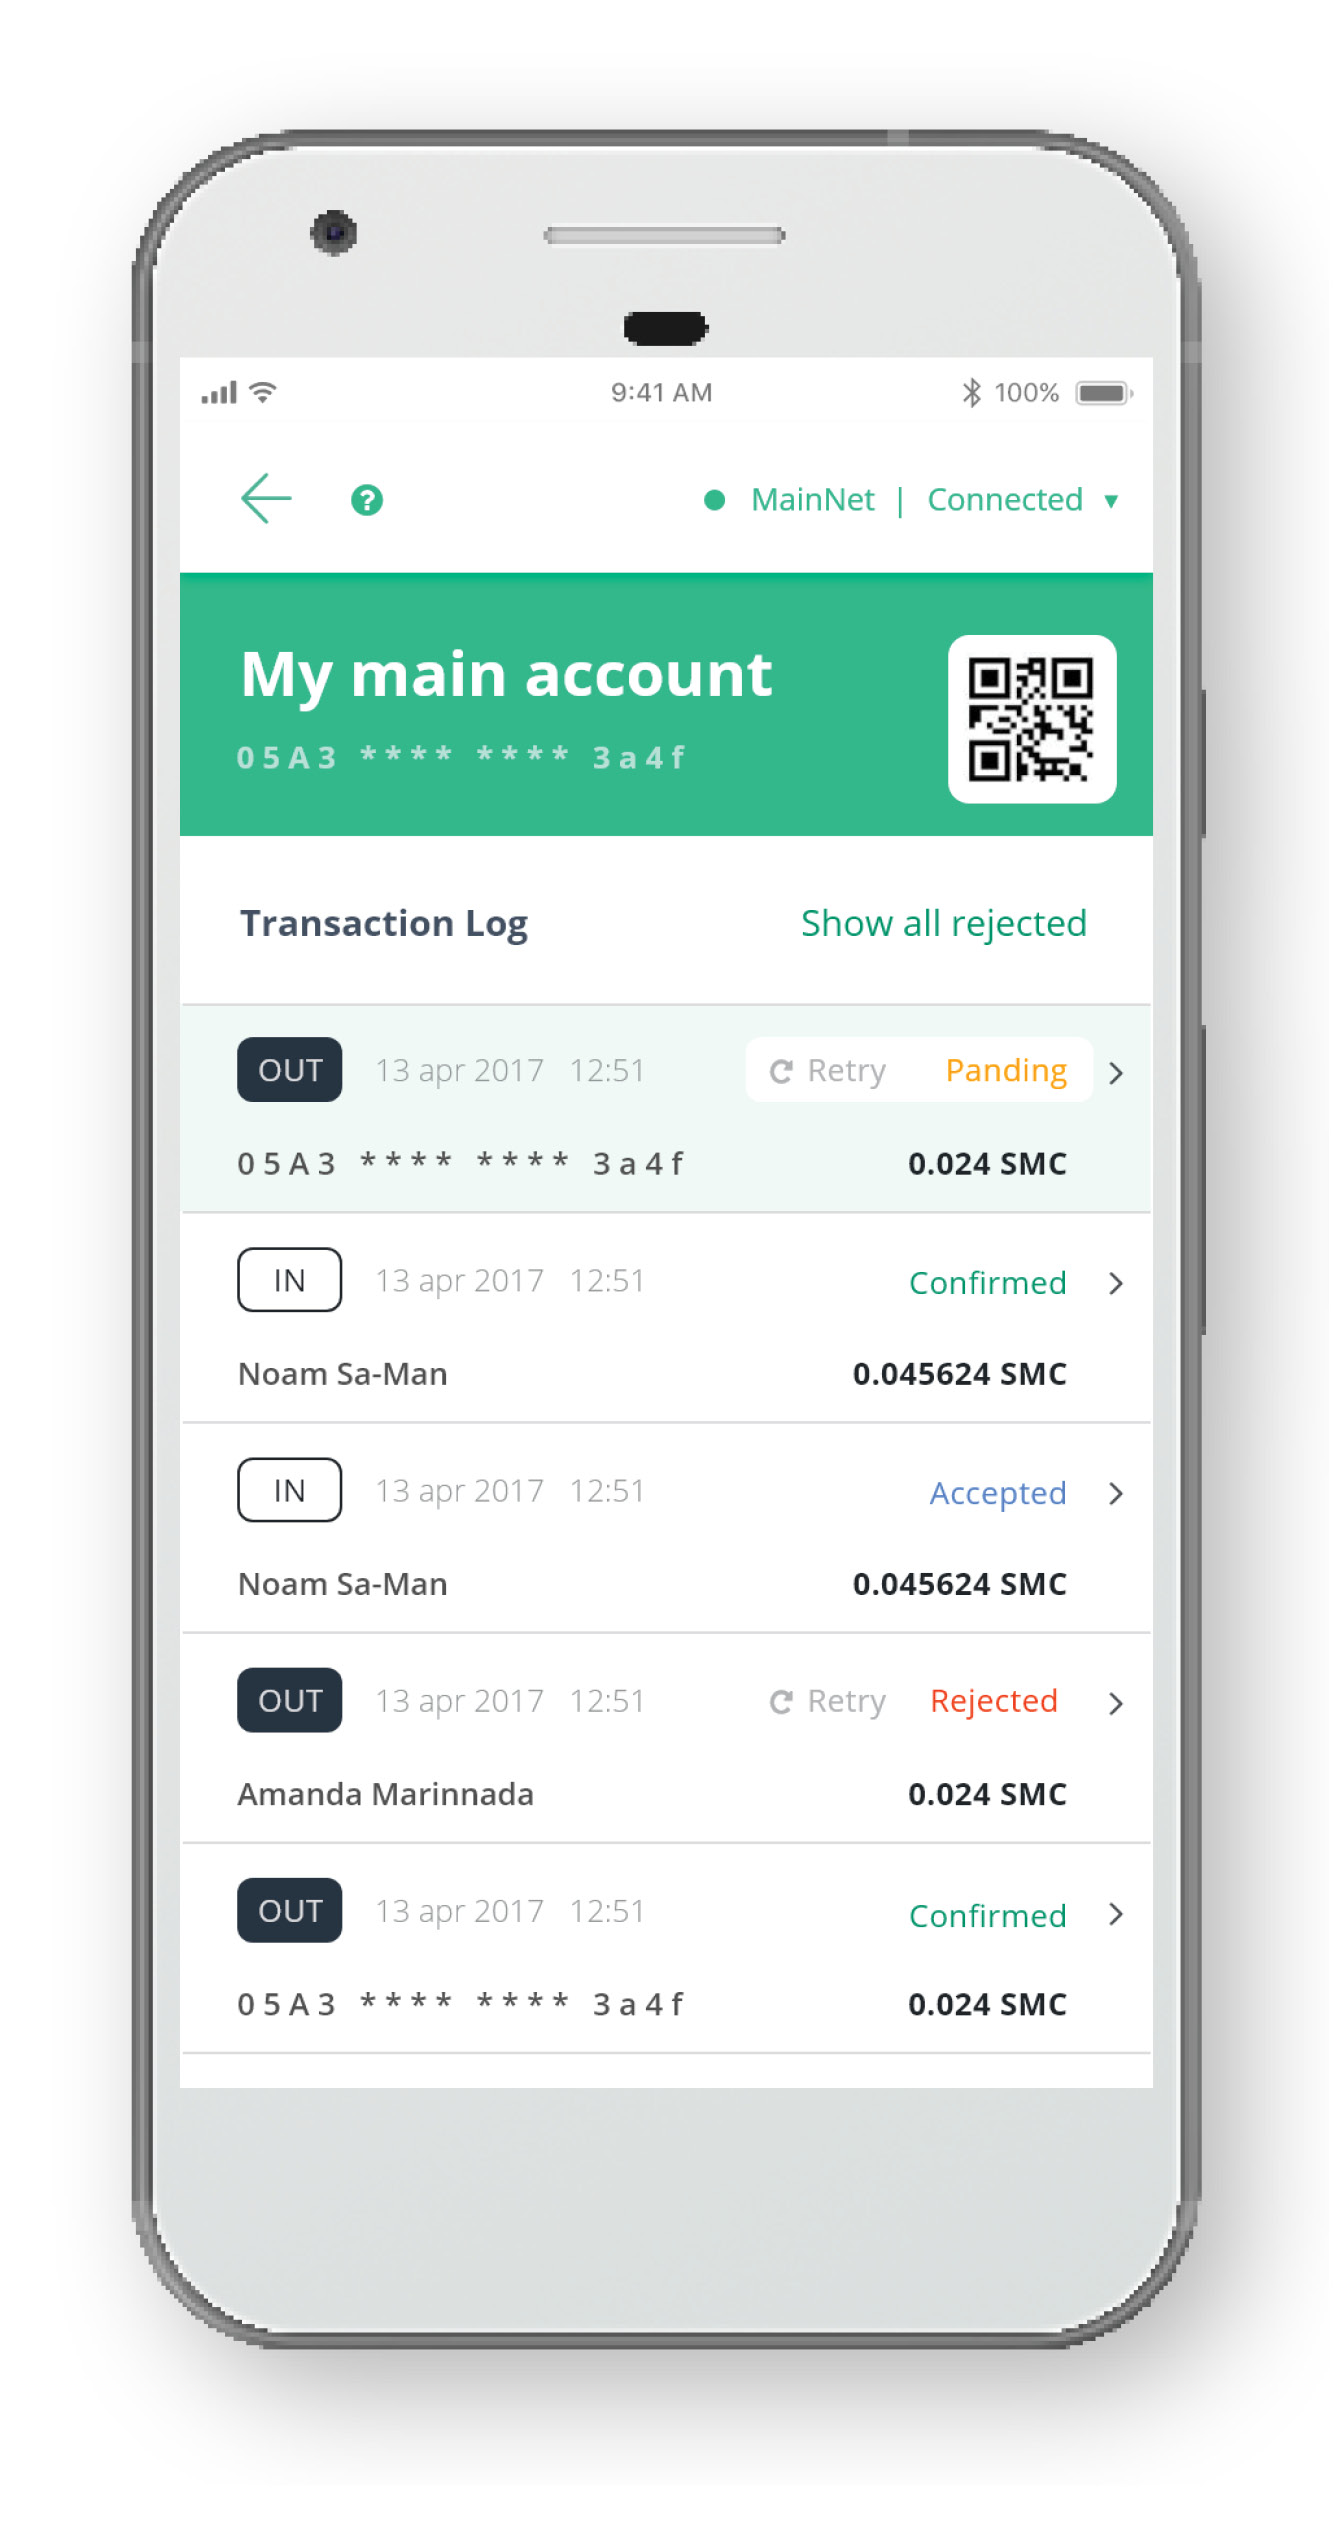 9:41 AM 100%
? MainNet | Connected ▼
My main account
05A3 **** **** 3a4f
Transaction Log Show all rejected
OUT 13 apr 2017 12:51 Retry Panding >
05A3 **** **** 3a4f 0.024 SMC
IN 13 apr 2017 12:51 Confirmed >
Noam Sa-Man 0.045624 SMC
IN 13 apr 2017 12:51 Accepted >
Noam Sa-Man 0.045624 SMC
OUT 13 apr 2017 12:51 Retry Rejected >
Amanda Marinnada 0.024 SMC
OUT 13 apr 2017 12:51 Confirmed >
05A3 **** **** 3a4f 0.024 SMC